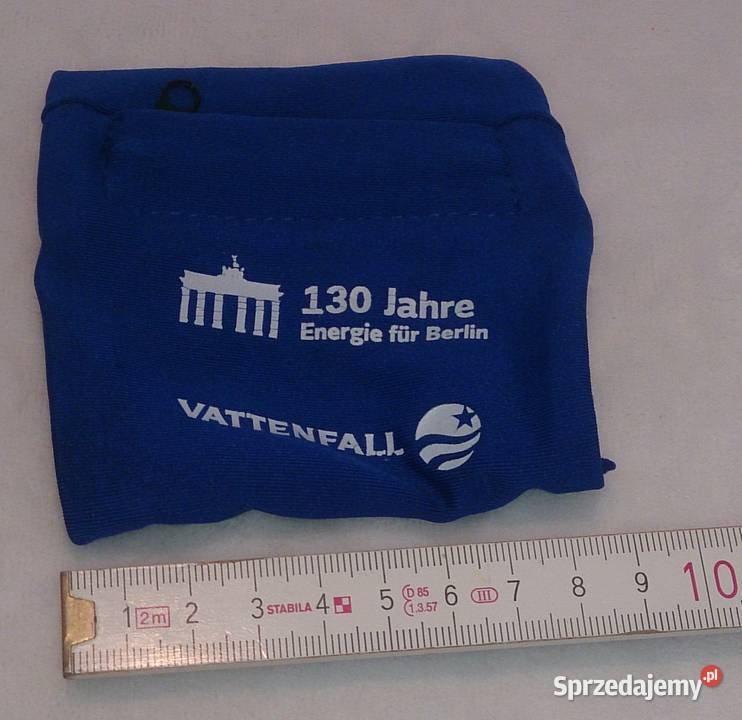 130 Jahre
Energie für Berlin
VATTENFALL
1 2m 2 3 STABILA 4 5 D 85 6 III 7 8 9 10
1.3.57
Sprzedajemy.pl